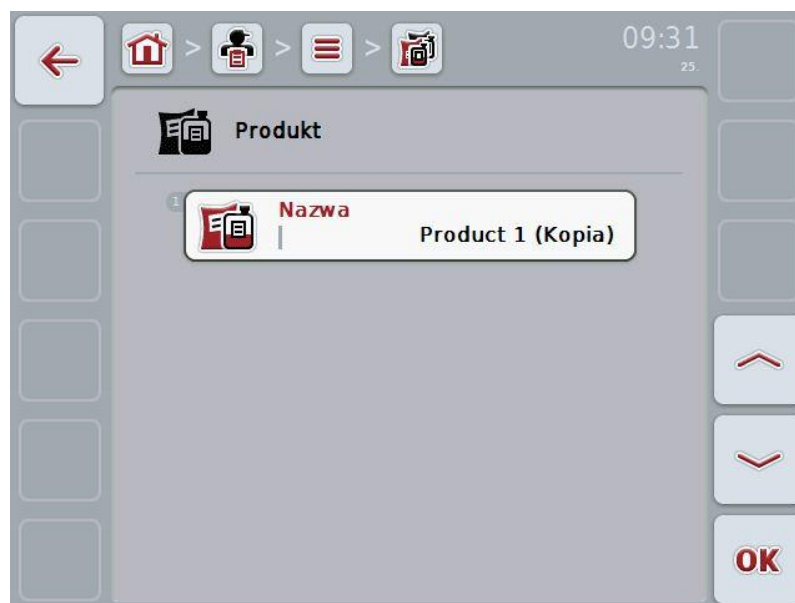 > > >
09:31
25.
Produkt
1
Nazwa
Product 1 (Kopia)
OK